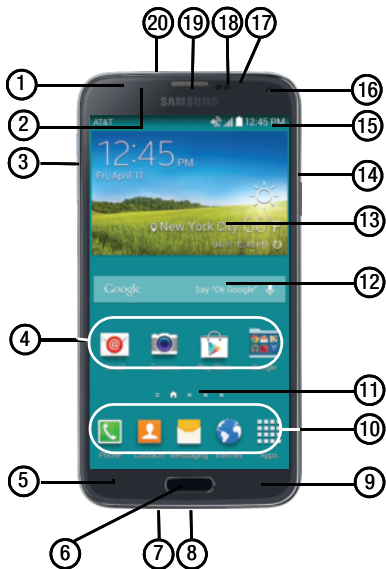 20 19 18 17
1
16
2
SAMSUNG
AT&T 12:45 PM
15
3
12:45 PM
Fri, April 11
14
13
New York City
12
Google Say "Ok Google"
4
11
10
Phone Contacts Messaging Internet Apps
5
9
6
7
8